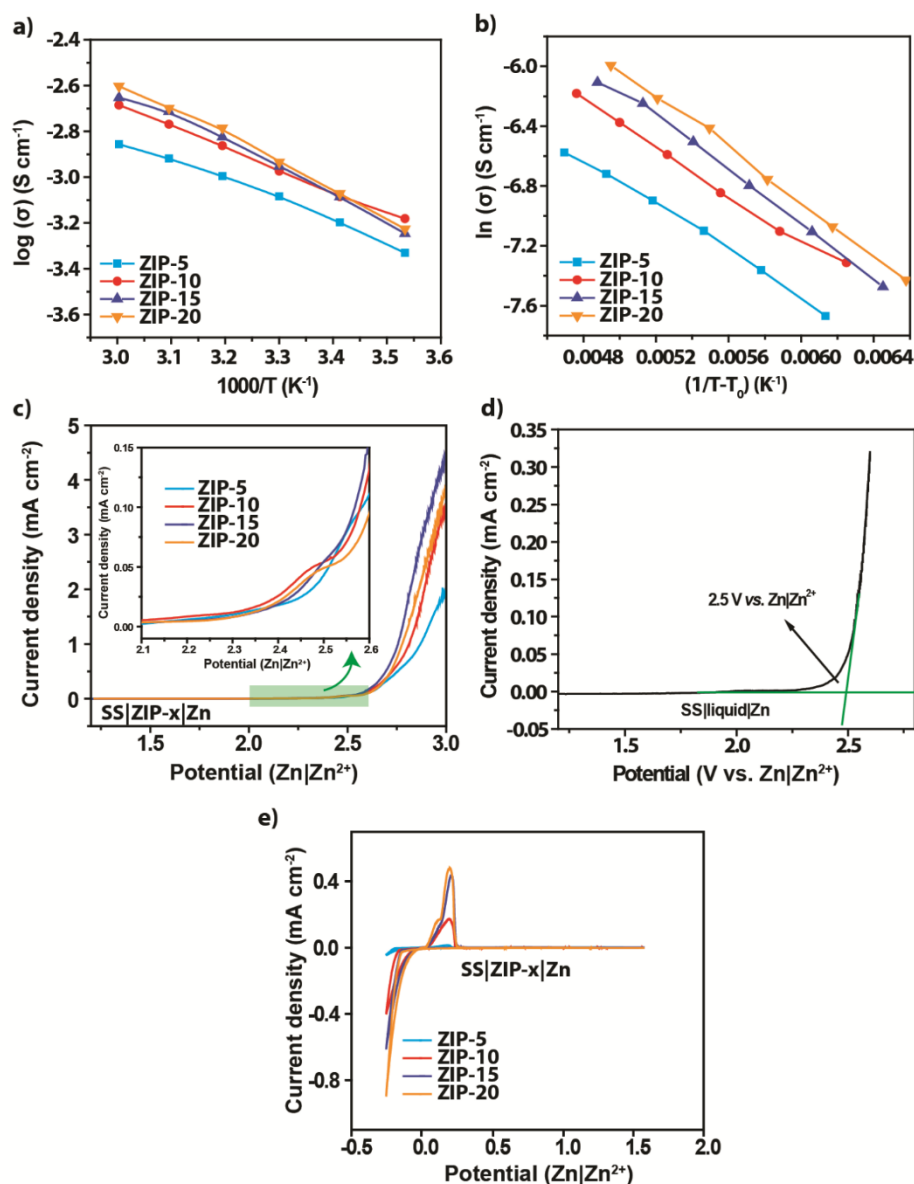 a)
-2.4
-2.6
-2.8
-3.0
-3.2
-3.4
-3.6
log (σ) (S cm⁻¹)
ZIP-5
ZIP-10
ZIP-15
ZIP-20
3.0 3.1 3.2 3.3 3.4 3.5 3.6
1000/T (K⁻¹)
b)
-6.0
-6.4
-6.8
-7.2
-7.6
ln (σ) (S cm⁻¹)
ZIP-5
ZIP-10
ZIP-15
ZIP-20
0.0048 0.0052 0.0056 0.0060 0.0064
(1/T-T₀) (K⁻¹)
c)
5
4
3
2
1
0
Current density (mA cm⁻²)
0.15
0.10
0.05
0.00
Current density (mA cm⁻²)
ZIP-5
ZIP-10
ZIP-15
ZIP-20
2.1 2.2 2.3 2.4 2.5 2.6
Potential (Zn|Zn²⁺)
SS|ZIP-x|Zn
1.5 2.0 2.5 3.0
Potential (Zn|Zn²⁺)
d)
0.35
0.30
0.25
0.20
0.15
0.10
0.05
0.00
-0.05
Current density (mA cm⁻²)
2.5 V vs. Zn|Zn²⁺
SS|liquid|Zn
1.5 2.0 2.5
Potential (V vs. Zn|Zn²⁺)
e)
0.4
0.0
-0.4
-0.8
Current density (mA cm⁻²)
SS|ZIP-x|Zn
ZIP-5
ZIP-10
ZIP-15
ZIP-20
-0.5 0.0 0.5 1.0 1.5 2.0
Potential (Zn|Zn²⁺)